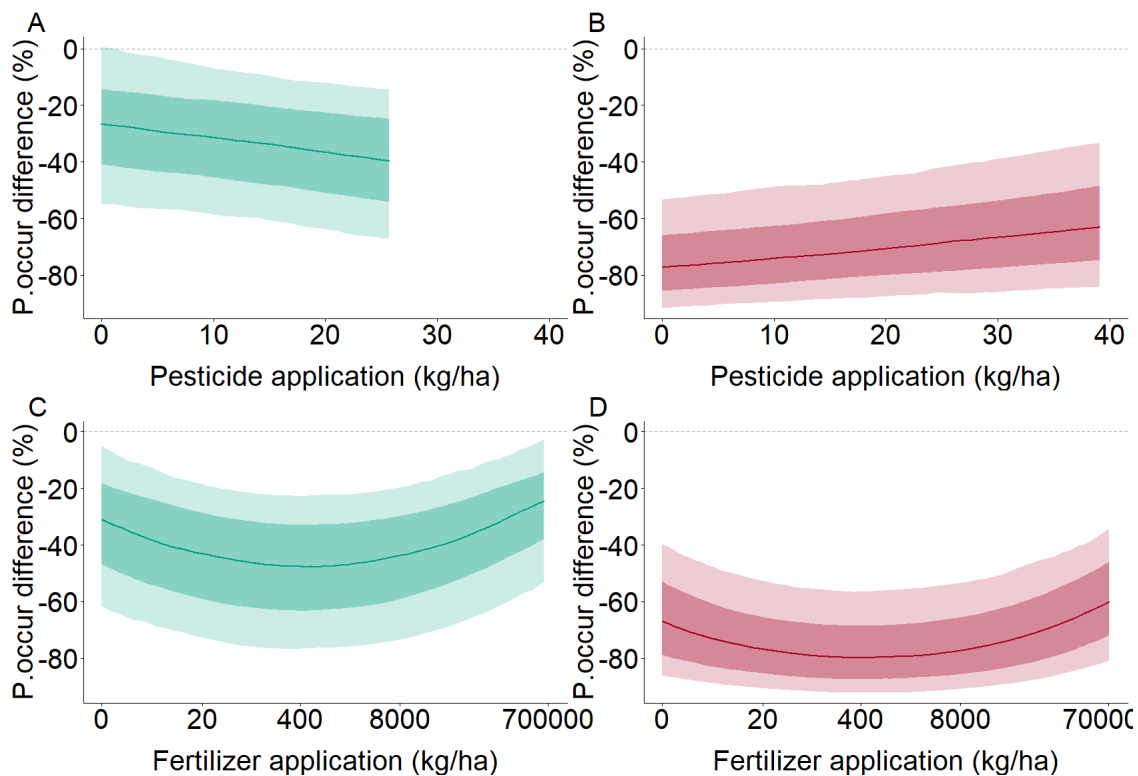 A
P.occur difference (%)
0
-20
-40
-60
-80
0 10 20 30 40
Pesticide application (kg/ha)
B
P.occur difference (%)
0
-20
-40
-60
-80
0 10 20 30 40
Pesticide application (kg/ha)
C
P.occur difference (%)
0
-20
-40
-60
-80
0 20 400 8000 700000
Fertilizer application (kg/ha)
D
P.occur difference (%)
0
-20
-40
-60
-80
0 20 400 8000
Fertilizer application (kg/ha)